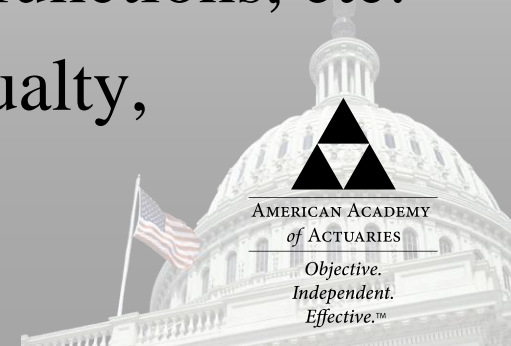 ualty,
AMERICAN ACADEMY
of ACTUARIES
Objective.
Independent.
Effective.™